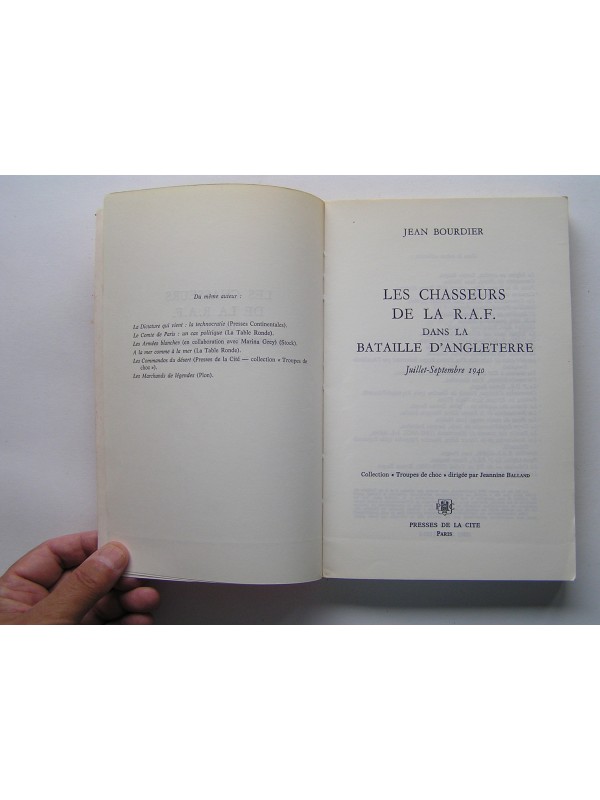 Du même auteur :
La Dictature qui vient : la technocratie (Presses Continentales).
Le Comte de Paris : un cas politique (La Table Ronde).
Les Armées blanches (en collaboration avec Marina Grey) (Stock).
A la mer comme à la mer (La Table Ronde).
Les Commandos du désert (Presses de la Cité — collection « Troupes de
choc »).
Les Marchands de légendes (Plon).
JEAN BOURDIER
LES CHASSEURS
DE LA R.A.F.
DANS LA
BATAILLE D'ANGLETERRE
Juillet-Septembre 1940
Collection « Troupes de choc » dirigée par Jeannine BALLAND
PRESSES DE LA CITE
PARIS